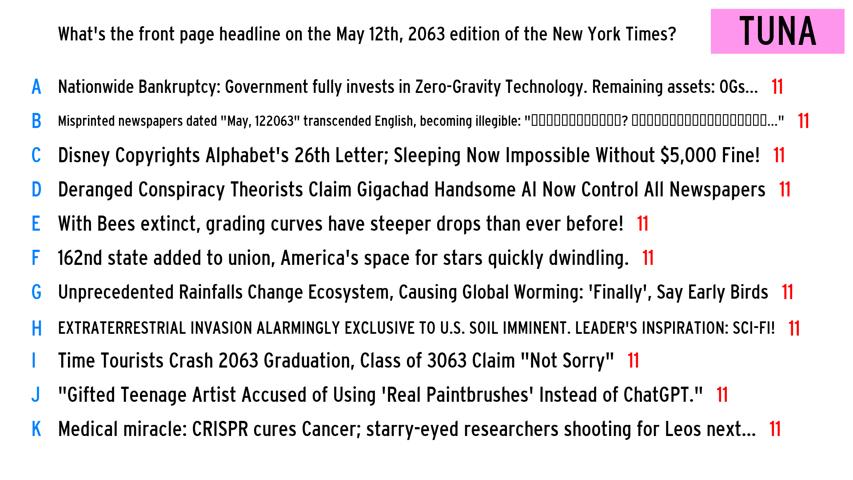 What's the front page headline on the May 12th, 2063 edition of the New York Times?
TUNA
A Nationwide Bankruptcy: Government fully invests in Zero-Gravity Technology. Remaining assets: OGs... 11
B Misprinted newspapers dated "May, 122063" transcended English, becoming illegible: "▯▯▯▯▯▯▯▯▯▯▯▯? ▯▯▯▯▯▯▯▯▯▯▯▯▯▯▯▯▯▯..." 11
C Disney Copyrights Alphabet's 26th Letter; Sleeping Now Impossible Without $5,000 Fine! 11
D Deranged Conspiracy Theorists Claim Gigachad Handsome AI Now Control All Newspapers 11
E With Bees extinct, grading curves have steeper drops than ever before! 11
F 162nd state added to union, America's space for stars quickly dwindling. 11
G Unprecedented Rainfalls Change Ecosystem, Causing Global Worming: 'Finally', Say Early Birds 11
H EXTRATERRESTRIAL INVASION ALARMINGLY EXCLUSIVE TO U.S. SOIL IMMINENT. LEADER'S INSPIRATION: SCI-FI! 11
I Time Tourists Crash 2063 Graduation, Class of 3063 Claim "Not Sorry" 11
J "Gifted Teenage Artist Accused of Using 'Real Paintbrushes' Instead of ChatGPT." 11
K Medical miracle: CRISPR cures Cancer; starry-eyed researchers shooting for Leos next... 11